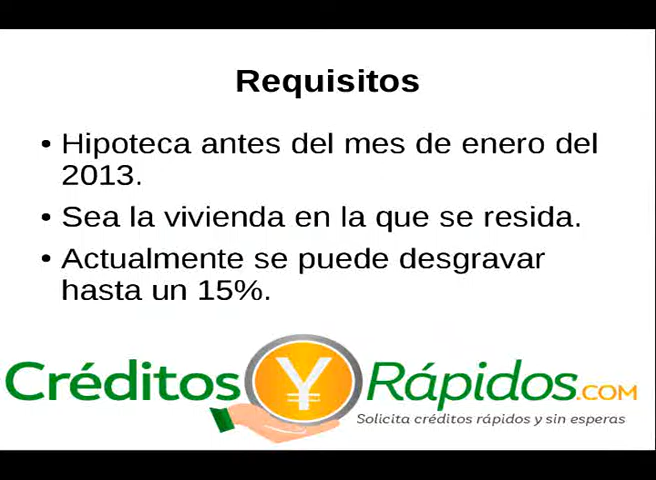 Requisitos
• Hipoteca antes del mes de enero del
2013.
• Sea la vivienda en la que se resida.
• Actualmente se puede desgravar
hasta un 15%.
Créditos ¥ Rápidos.COM
Solicita créditos rápidos y sin esperas